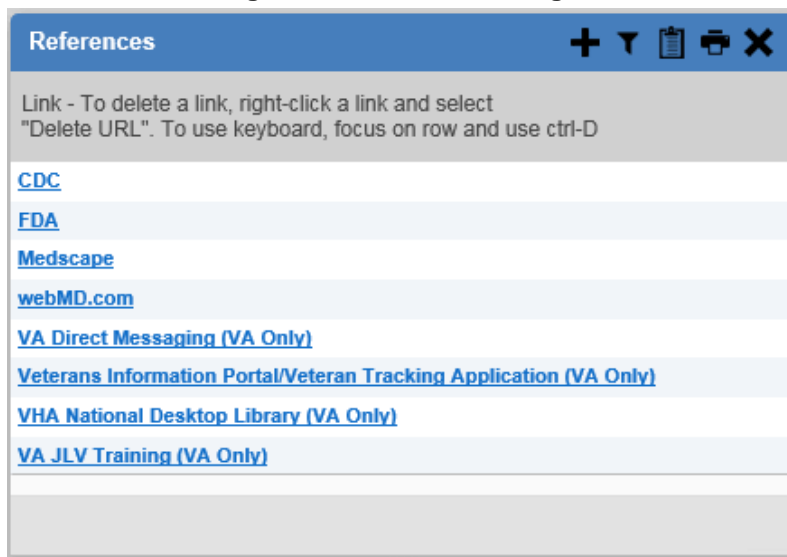 References
Link - To delete a link, right-click a link and select
"Delete URL". To use keyboard, focus on row and use ctrl-D
CDC
FDA
Medscape
webMD.com
VA Direct Messaging (VA Only)
Veterans Information Portal/Veteran Tracking Application (VA Only)
VHA National Desktop Library (VA Only)
VA JLV Training (VA Only)